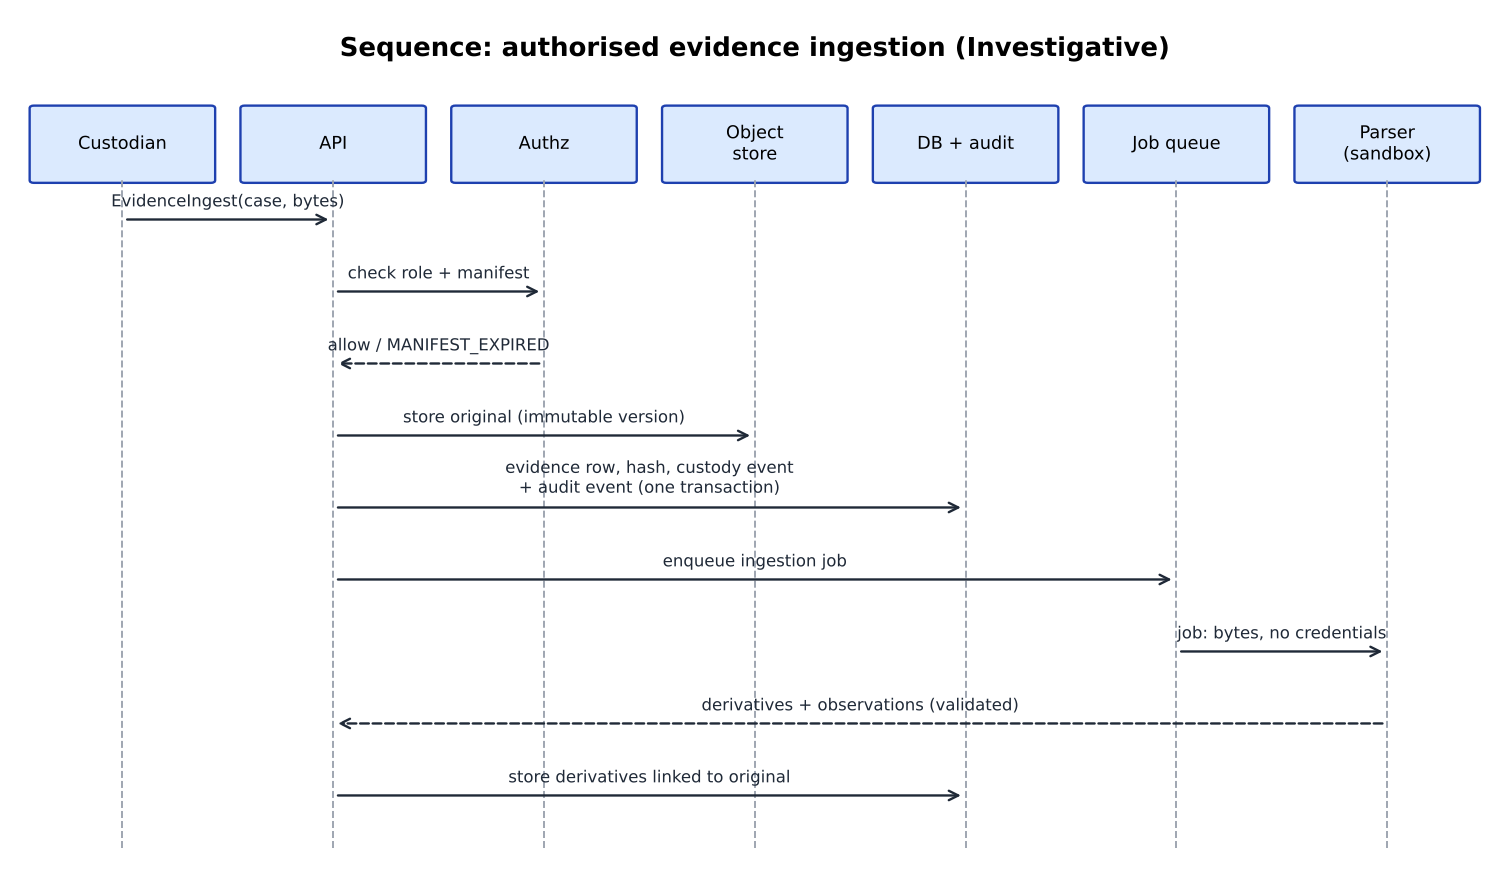 Sequence: authorised evidence ingestion (Investigative)
Custodian
API
Authz
Object
store
DB + audit
Job queue
Parser
(sandbox)
EvidenceIngest(case, bytes)
check role + manifest
allow / MANIFEST_EXPIRED
store original (immutable version)
evidence row, hash, custody event
+ audit event (one transaction)
enqueue ingestion job
job: bytes, no credentials
derivatives + observations (validated)
store derivatives linked to original